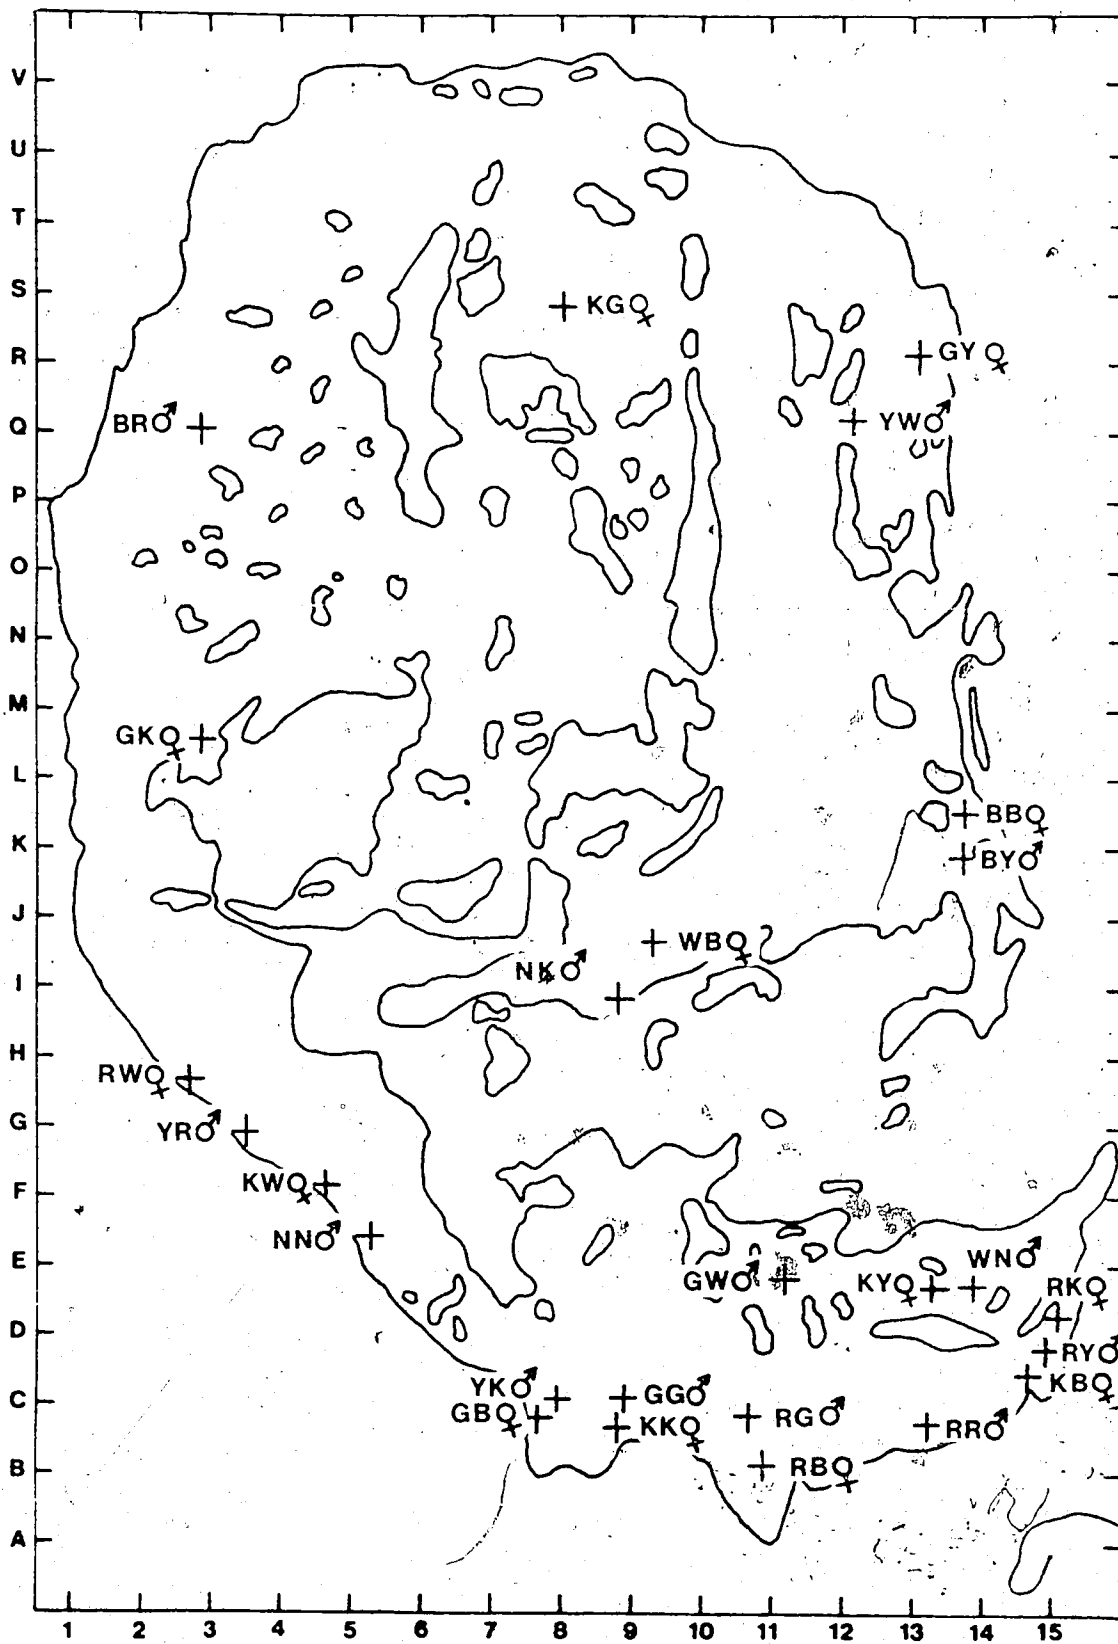 V
U
T
S
KG♀
R
GY♀
BR♂
Q
YW♂
P
O
N
M
GK♀
L
BB♀
K
BY♂
J
WB♀
NK♂
I
H
RW♀
G
YR♂
KW♀
F
NN♂
WN♂
E
GW♂
KY♀
RK♀
D
RY♂
YK♂
GG♂
KB♀
C
GB♀
KK♀
RG♂
RR♂
B
RB♀
A
1 2 3 4 5 6 7 8 9 10 11 12 13 14 15